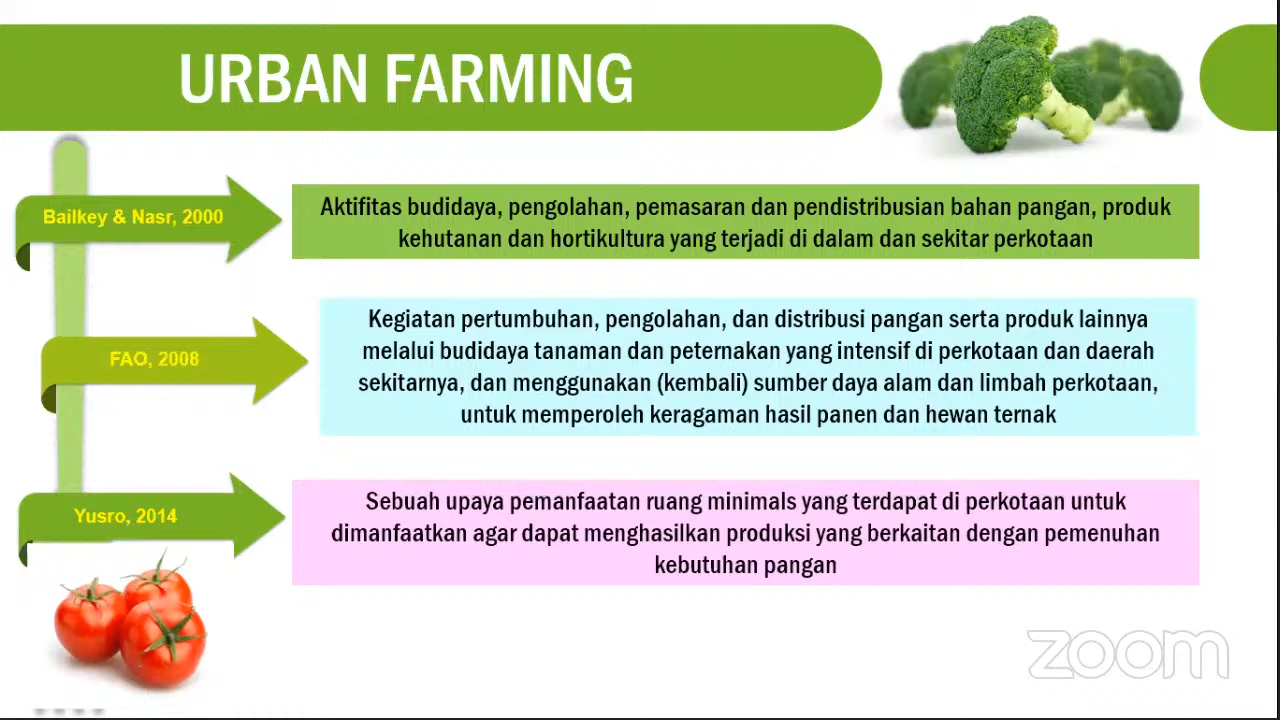 URBAN FARMING
Bailkey & Nasr, 2000
Aktifitas budidaya, pengolahan, pemasaran dan pendistribusian bahan pangan, produk
kehutanan dan hortikultura yang terjadi di dalam dan sekitar perkotaan
FAO, 2008
Kegiatan pertumbuhan, pengolahan, dan distribusi pangan serta produk lainnya
melalui budidaya tanaman dan peternakan yang intensif di perkotaan dan daerah
sekitarnya, dan menggunakan (kembali) sumber daya alam dan limbah perkotaan,
untuk memperoleh keragaman hasil panen dan hewan ternak
Yusro, 2014
Sebuah upaya pemanfaatan ruang minimals yang terdapat di perkotaan untuk
dimanfaatkan agar dapat menghasilkan produksi yang berkaitan dengan pemenuhan
kebutuhan pangan
zoom